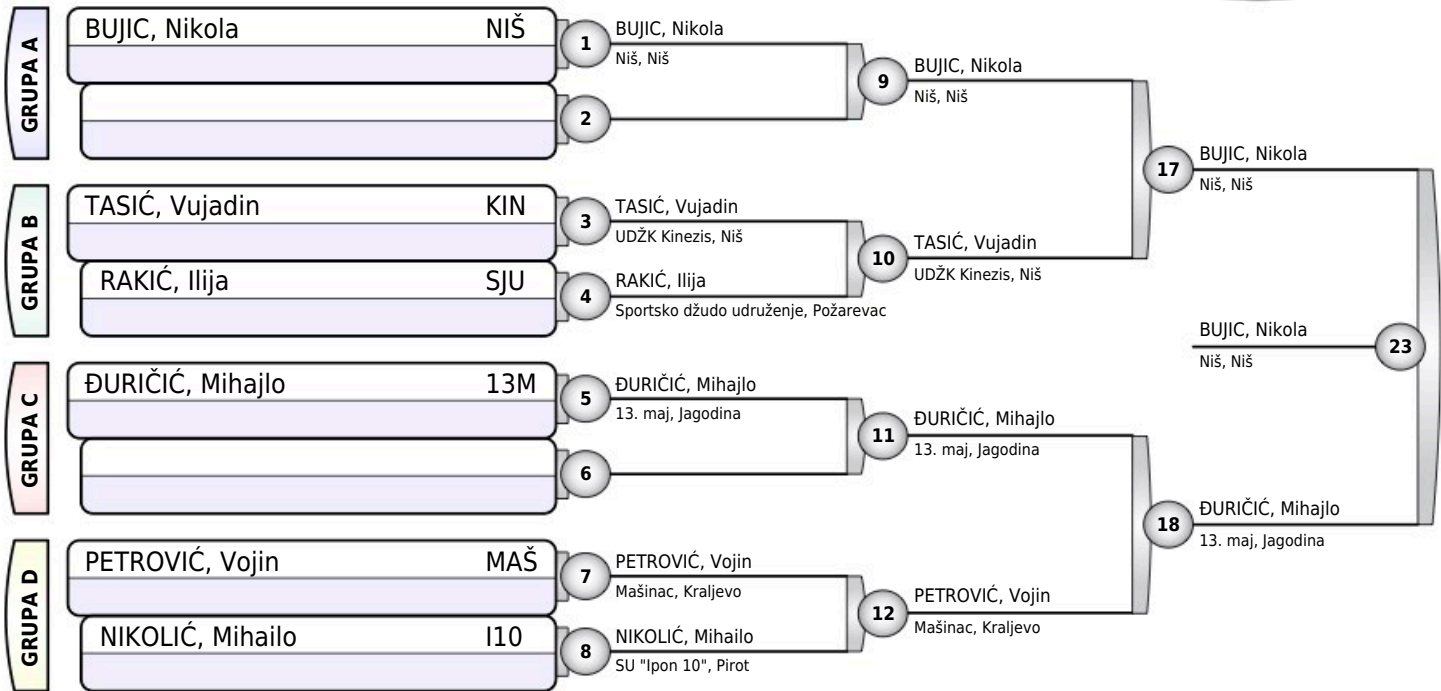 GRUPA A
BUJIC, Nikola NIŠ
1
BUJIC, Nikola
Niš, Niš
2
9
BUJIC, Nikola
Niš, Niš
GRUPA B
TASIĆ, Vujadin KIN
3
TASIĆ, Vujadin
UDŽK Kinezis, Niš
RAKIĆ, Ilija SJU
4
RAKIĆ, Ilija
Sportsko džudo udruženje, Požarevac
10
TASIĆ, Vujadin
UDŽK Kinezis, Niš
17
BUJIC, Nikola
Niš, Niš
GRUPA C
ĐURIČIĆ, Mihajlo 13M
5
ĐURIČIĆ, Mihajlo
13. maj, Jagodina
6
11
ĐURIČIĆ, Mihajlo
13. maj, Jagodina
GRUPA D
PETROVIĆ, Vojin MAŠ
7
PETROVIĆ, Vojin
Mašinac, Kraljevo
NIKOLIĆ, Mihailo I10
8
NIKOLIĆ, Mihailo
SU "Ipon 10", Pirot
12
PETROVIĆ, Vojin
Mašinac, Kraljevo
18
ĐURIČIĆ, Mihajlo
13. maj, Jagodina
BUJIC, Nikola
Niš, Niš
23